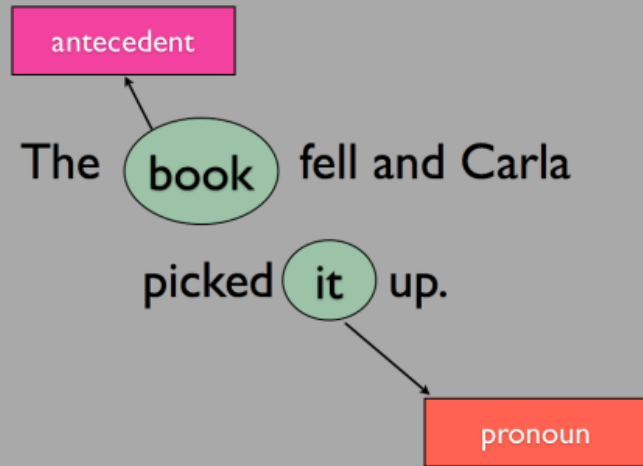 antecedent
The book fell and Carla
picked it up.
pronoun